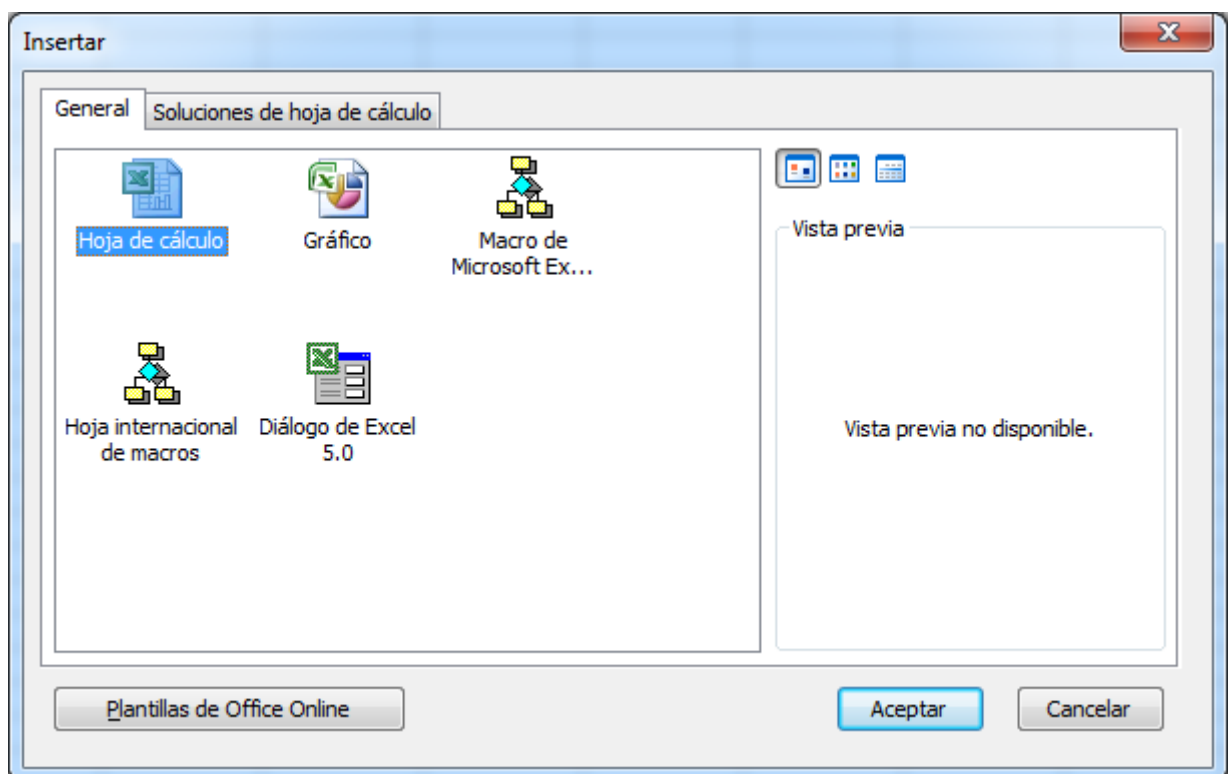 Insertar
General
Soluciones de hoja de cálculo
Hoja de cálculo
Gráfico
Macro de
Microsoft Ex...
Hoja internacional
de macros
Diálogo de Excel
5.0
Vista previa
Vista previa no disponible.
Plantillas de Office Online
Aceptar
Cancelar